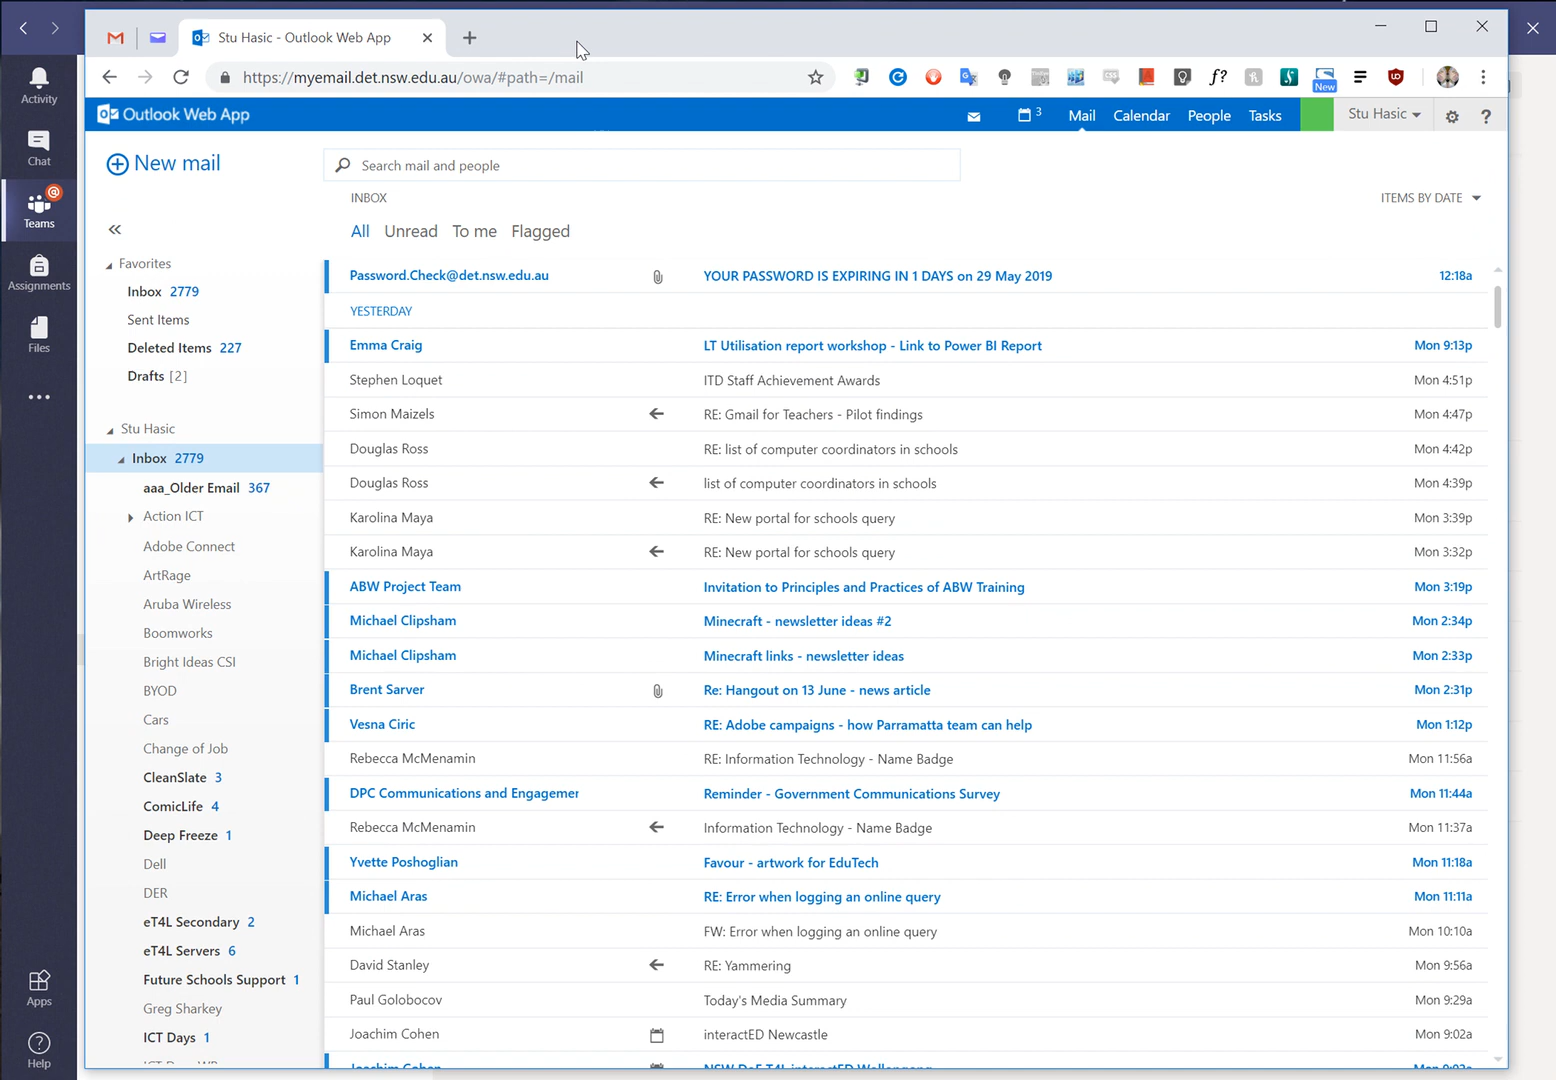 Stu Hasic - Outlook Web App
https://myemail.det.nsw.edu.au/owa/#path=/mail
New
Outlook Web App
3
Mail
Calendar
People
Tasks
Stu Hasic
?
Activity
Chat
Teams
Assignments
Files
Apps
Help
New mail
Search mail and people
INBOX
ITEMS BY DATE
All
Unread
To me
Flagged
Favorites
Inbox 2779
Sent Items
Deleted Items 227
Drafts [2]
Stu Hasic
Inbox 2779
aaa_Older Email 367
Action ICT
Adobe Connect
ArtRage
Aruba Wireless
Boomworks
Bright Ideas CSI
BYOD
Cars
Change of Job
CleanSlate 3
ComicLife 4
Deep Freeze 1
Dell
DER
eT4L Secondary 2
eT4L Servers 6
Future Schools Support 1
Greg Sharkey
ICT Days 1
Password.Check@det.nsw.edu.au YOUR PASSWORD IS EXPIRING IN 1 DAYS on 29 May 2019 12:18a
YESTERDAY
Emma Craig LT Utilisation report workshop - Link to Power BI Report Mon 9:13p
Stephen Loquet ITD Staff Achievement Awards Mon 4:51p
Simon Maizels RE: Gmail for Teachers - Pilot findings Mon 4:47p
Douglas Ross RE: list of computer coordinators in schools Mon 4:42p
Douglas Ross list of computer coordinators in schools Mon 4:39p
Karolina Maya RE: New portal for schools query Mon 3:39p
Karolina Maya RE: New portal for schools query Mon 3:32p
ABW Project Team Invitation to Principles and Practices of ABW Training Mon 3:19p
Michael Clipsham Minecraft - newsletter ideas #2 Mon 2:34p
Michael Clipsham Minecraft links - newsletter ideas Mon 2:33p
Brent Sarver Re: Hangout on 13 June - news article Mon 2:31p
Vesna Ciric RE: Adobe campaigns - how Parramatta team can help Mon 1:12p
Rebecca McMenamin RE: Information Technology - Name Badge Mon 11:56a
DPC Communications and Engagemer Reminder - Government Communications Survey Mon 11:44a
Rebecca McMenamin Information Technology - Name Badge Mon 11:37a
Yvette Poshoglian Favour - artwork for EduTech Mon 11:18a
Michael Aras RE: Error when logging an online query Mon 11:11a
Michael Aras FW: Error when logging an online query Mon 10:10a
David Stanley RE: Yammering Mon 9:56a
Paul Golobocov Today's Media Summary Mon 9:29a
Joachim Cohen interactED Newcastle Mon 9:02a
Joachim Cohen NSW DoE T4L interactED Wollongong